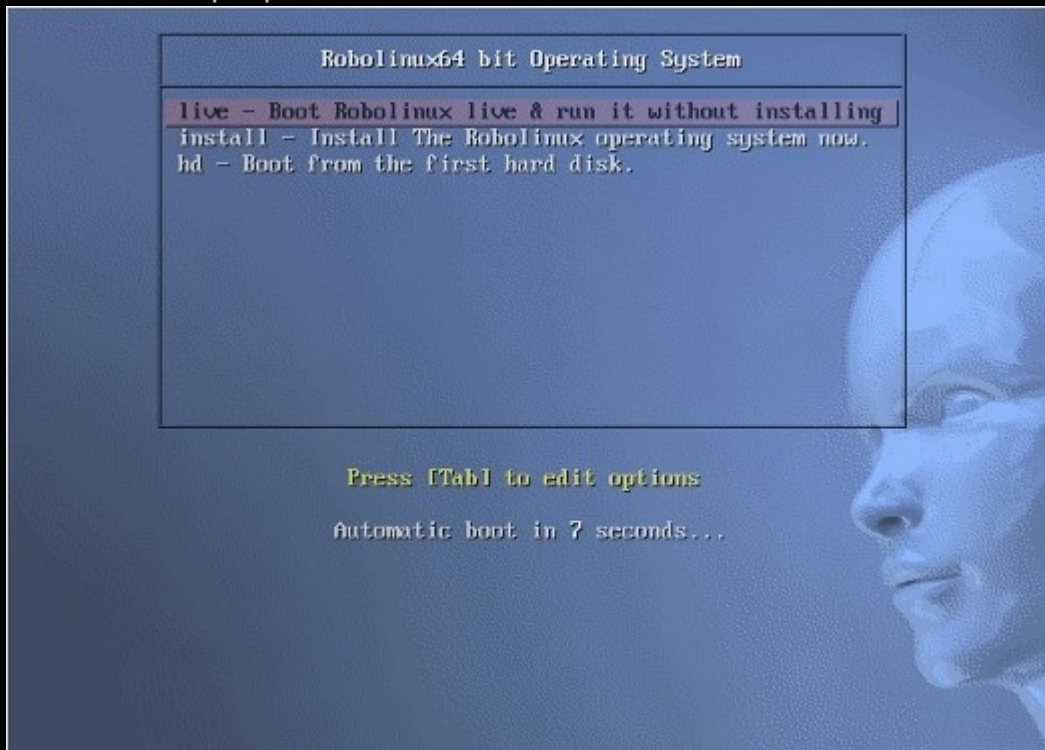 Robolinux64 bit Operating System
live - Boot Robolinux live & run it without installing
install - Install The Robolinux operating system now.
hd - Boot from the first hard disk.
Press [Tab] to edit options
Automatic boot in 7 seconds...